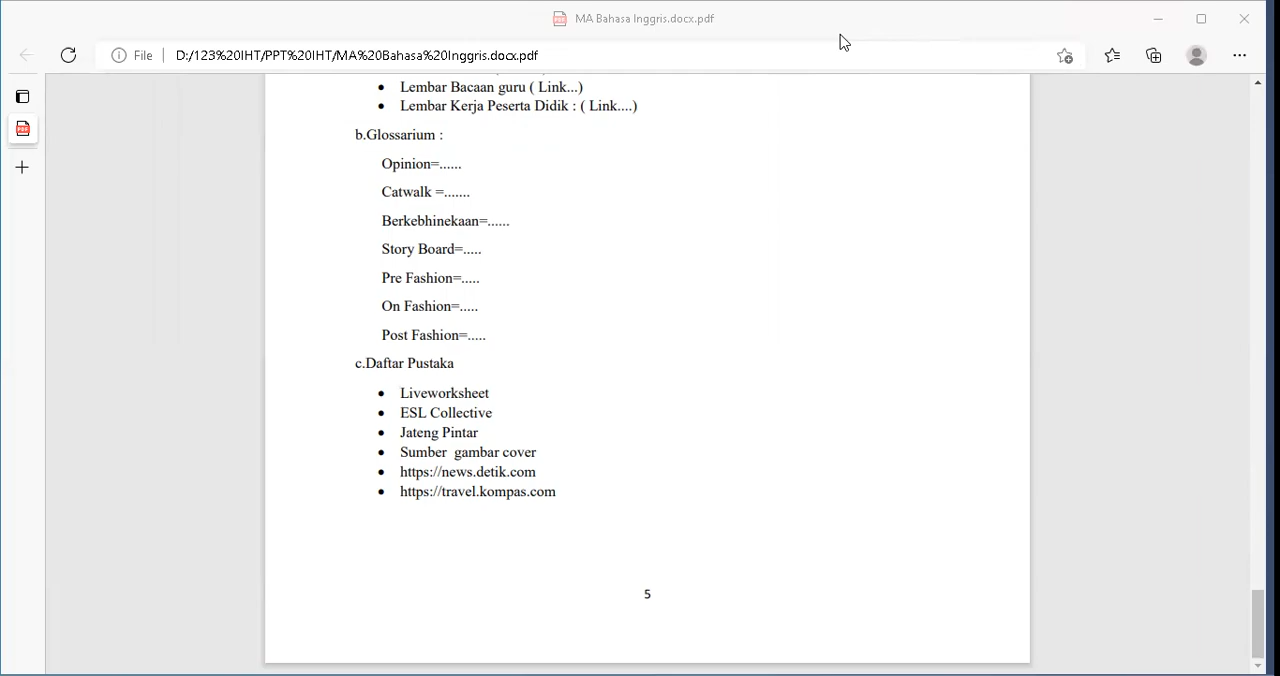 MA Bahasa Inggris.docx.pdf
File D:/123%20IHT/PPT%20IHT/MA%20Bahasa%20Inggris.docx.pdf
• Lembar Bacaan guru ( Link...)
• Lembar Kerja Peserta Didik : ( Link....)
b.Glossarium :
Opinion=......
Catwalk =.......
Berkebhinekaan=......
Story Board=.....
Pre Fashion=.....
On Fashion=.....
Post Fashion=.....
c.Daftar Pustaka
• Liveworksheet
• ESL Collective
• Jateng Pintar
• Sumber  gambar cover
• https://news.detik.com
• https://travel.kompas.com
5